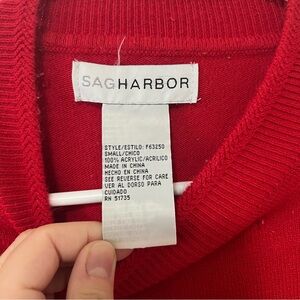 SAGHARBOR
STYLE/ESTILO: F63250
SMALL/CHICO
100% ACRYLIC/ACRILICO
MADE IN CHINA
HECHO EN CHINA
SEE REVERSE FOR CARE
VER AL DORSO PARA
CUIDADO
RN 51735